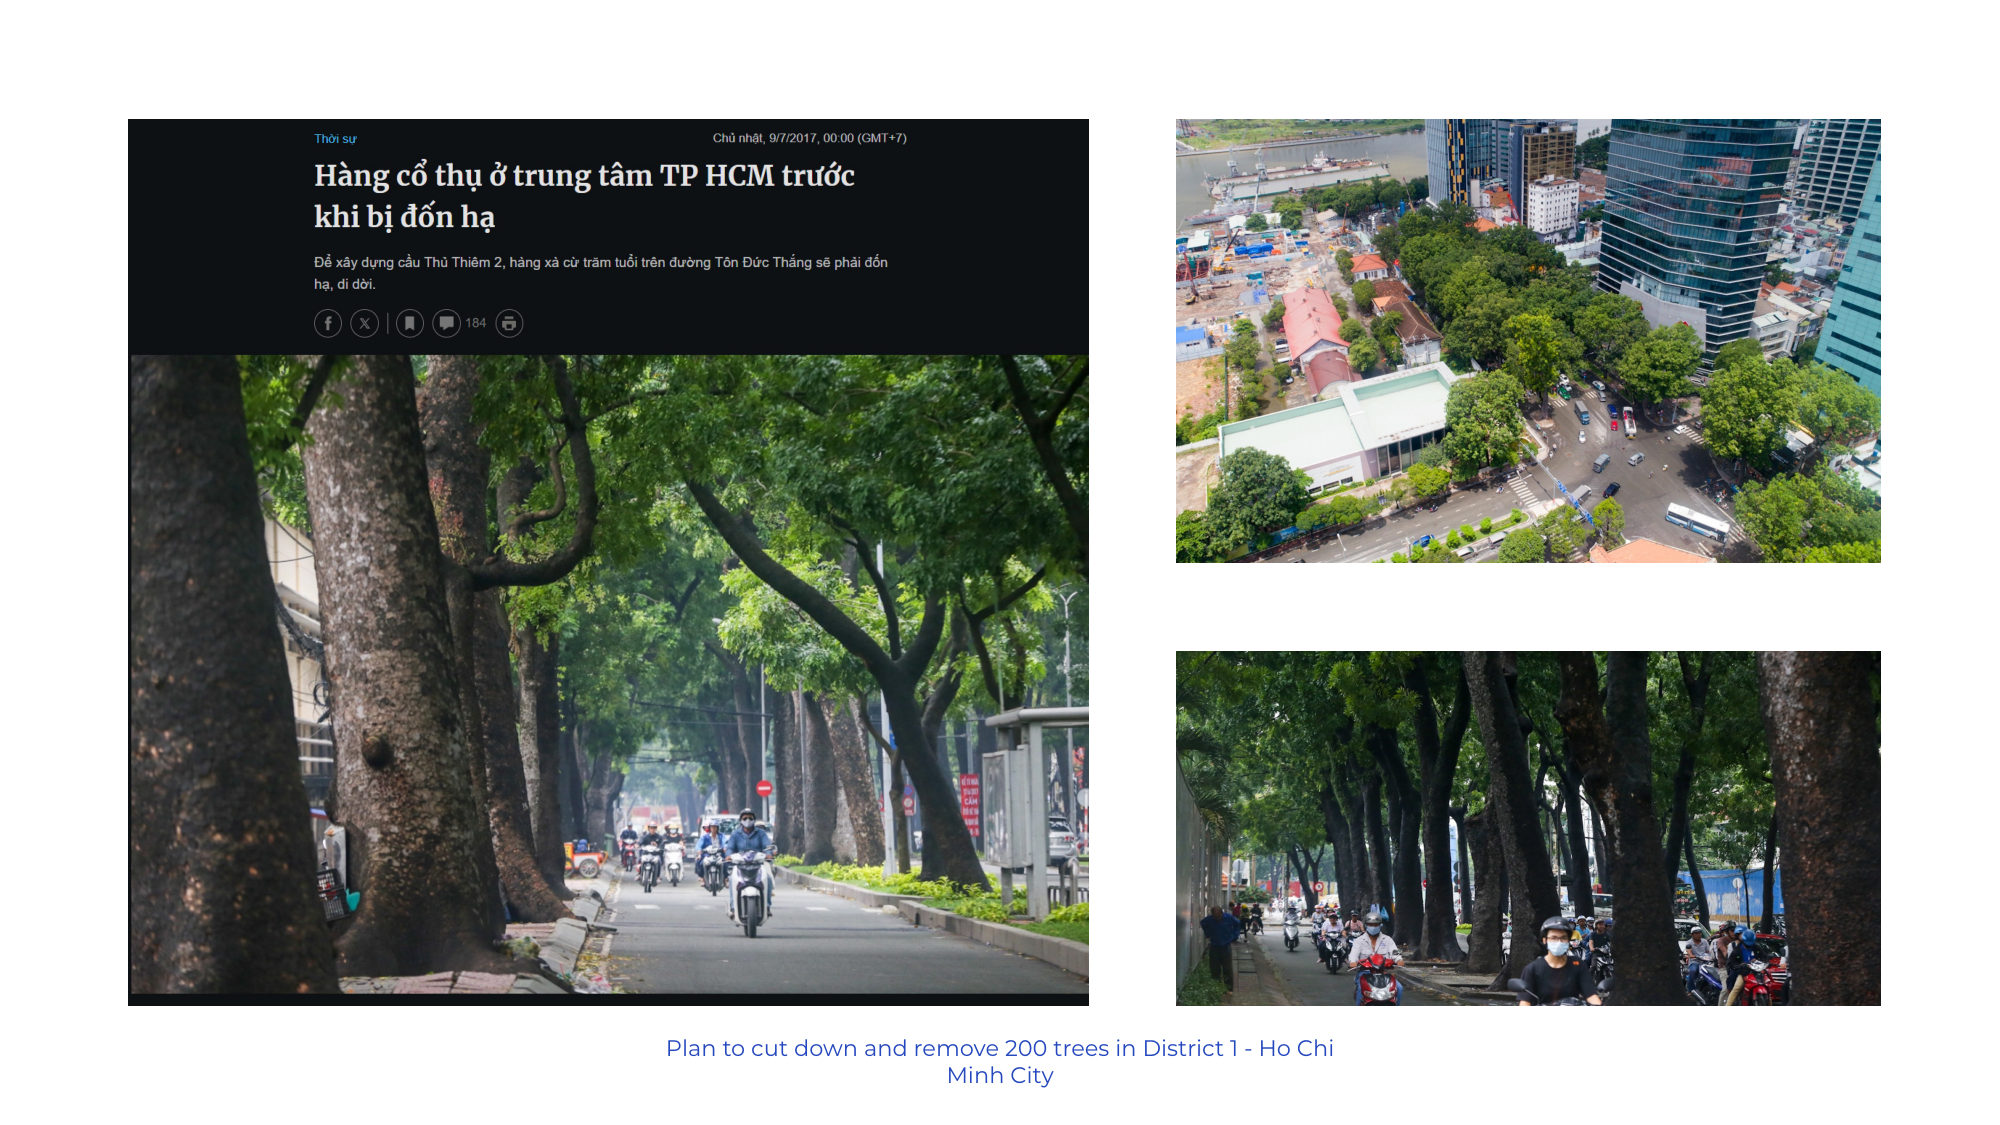 Thời sự
Chủ nhật, 9/7/2017, 00:00 (GMT+7)
Hàng cổ thụ ở trung tâm TP HCM trước
khi bị đốn hạ
Để xây dựng cầu Thủ Thiêm 2, hàng xà cừ trăm tuổi trên đường Tôn Đức Thắng sẽ phải đốn
hạ, di dời.
184
CẤM
Plan to cut down and remove 200 trees in District 1 - Ho Chi
Minh City